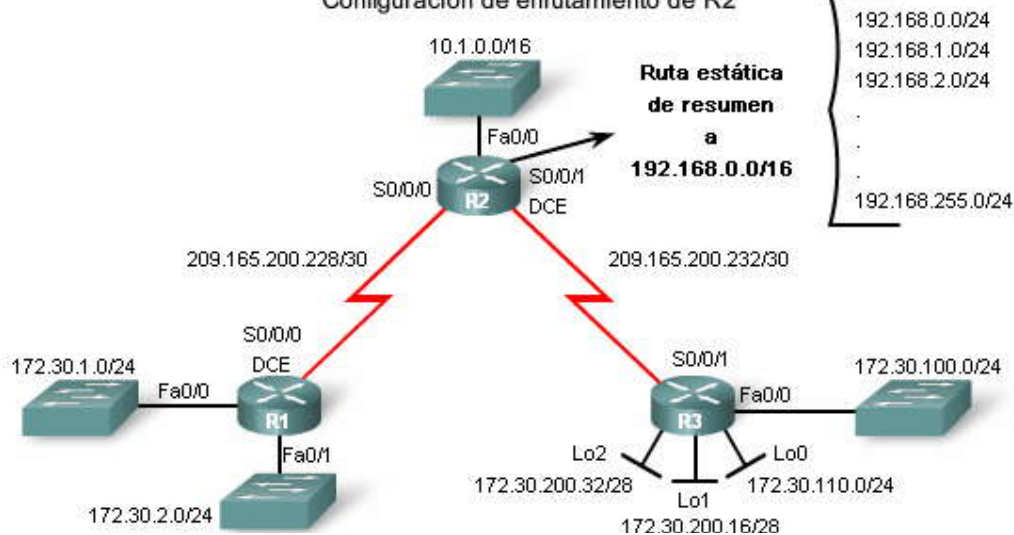 Configuración de enrutamiento de R2
192.168.0.0/24
192.168.1.0/24
192.168.2.0/24
.
.
.
192.168.255.0/24
10.1.0.0/16
Ruta estática
de resumen
a
192.168.0.0/16
Fa0/0
S0/0/0
R2
S0/0/1
DCE
209.165.200.228/30
209.165.200.232/30
S0/0/0
DCE
172.30.1.0/24
Fa0/0
R1
Fa0/1
172.30.2.0/24
S0/0/1
172.30.100.0/24
Fa0/0
R3
Lo2
Lo0
172.30.200.32/28
172.30.110.0/24
Lo1
172.30.200.16/28